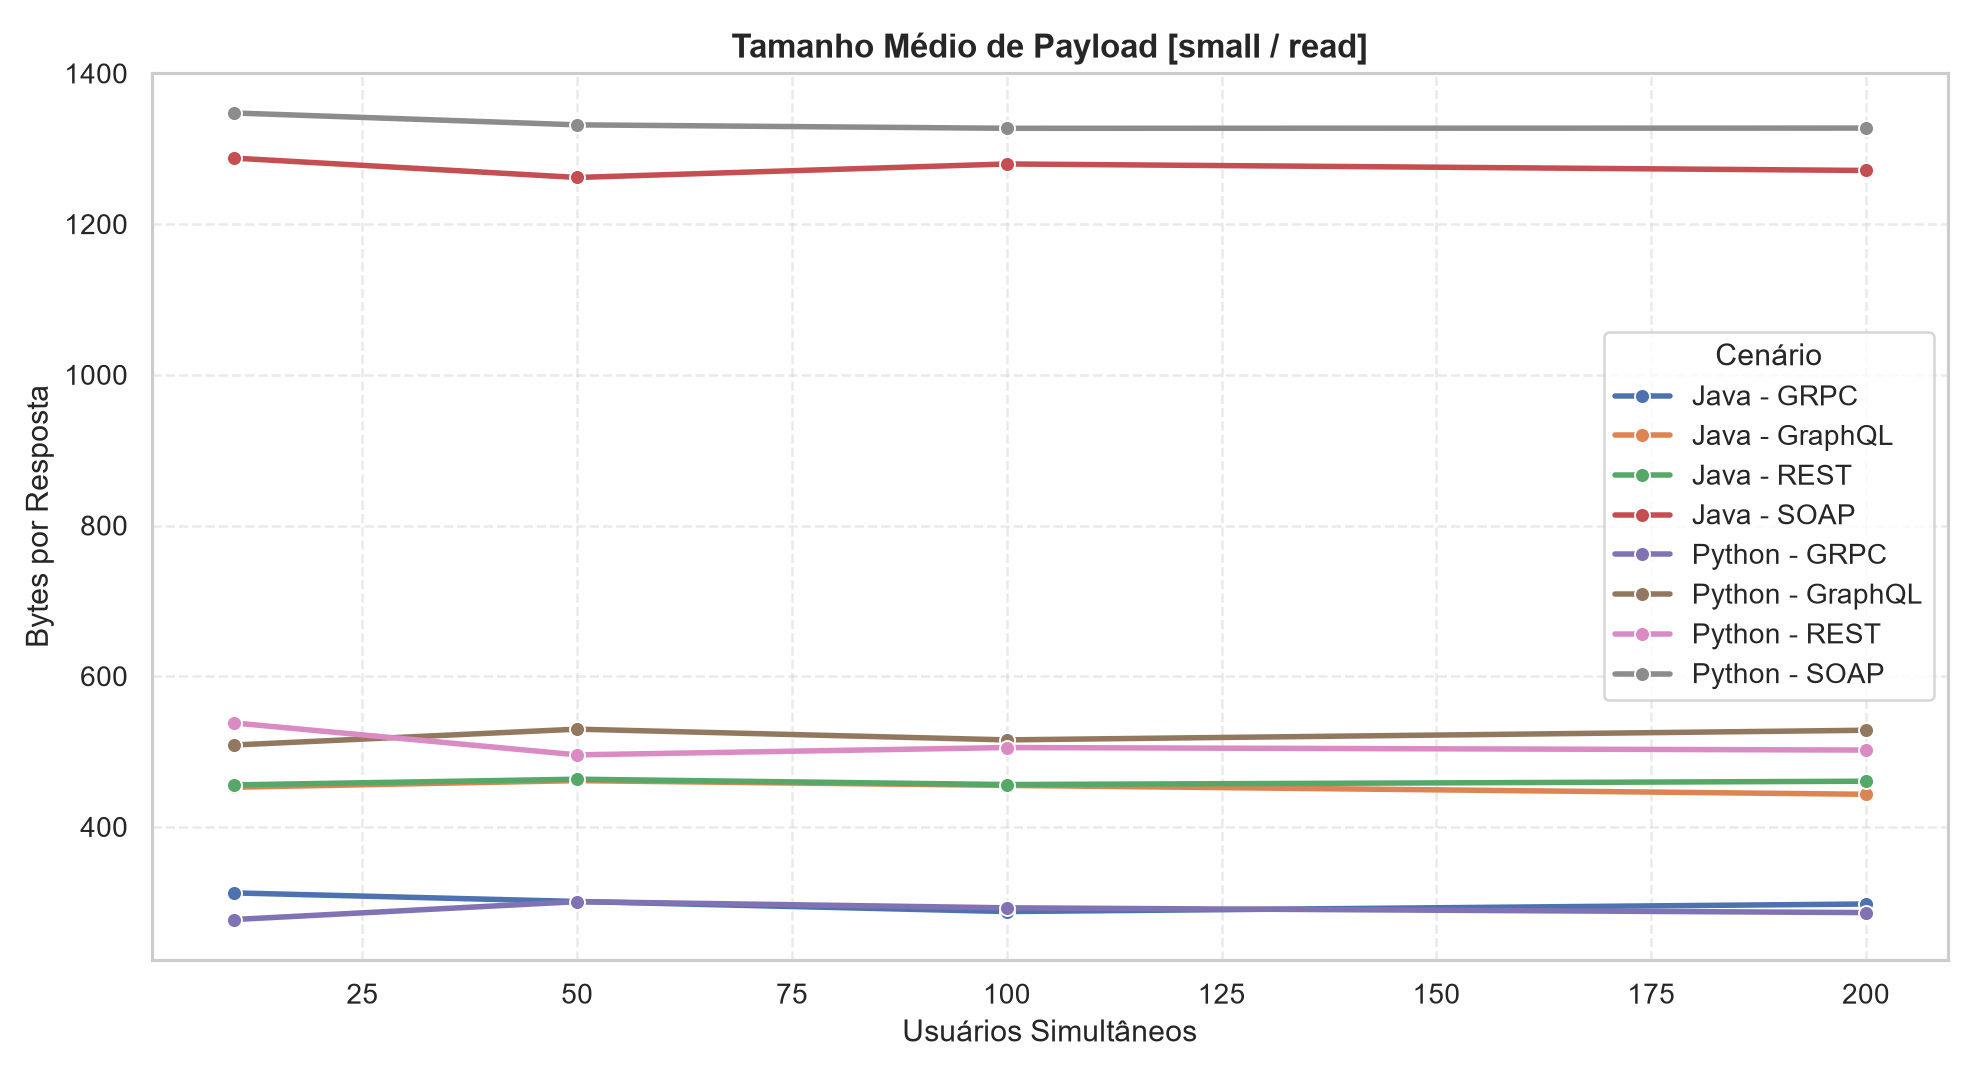 Tamanho Médio de Payload [small / read]
1400
1200
1000
800
600
400
Bytes por Resposta
Cenário
Java - GRPC
Java - GraphQL
Java - REST
Java - SOAP
Python - GRPC
Python - GraphQL
Python - REST
Python - SOAP
25 50 75 100 125 150 175 200
Usuários Simultâneos